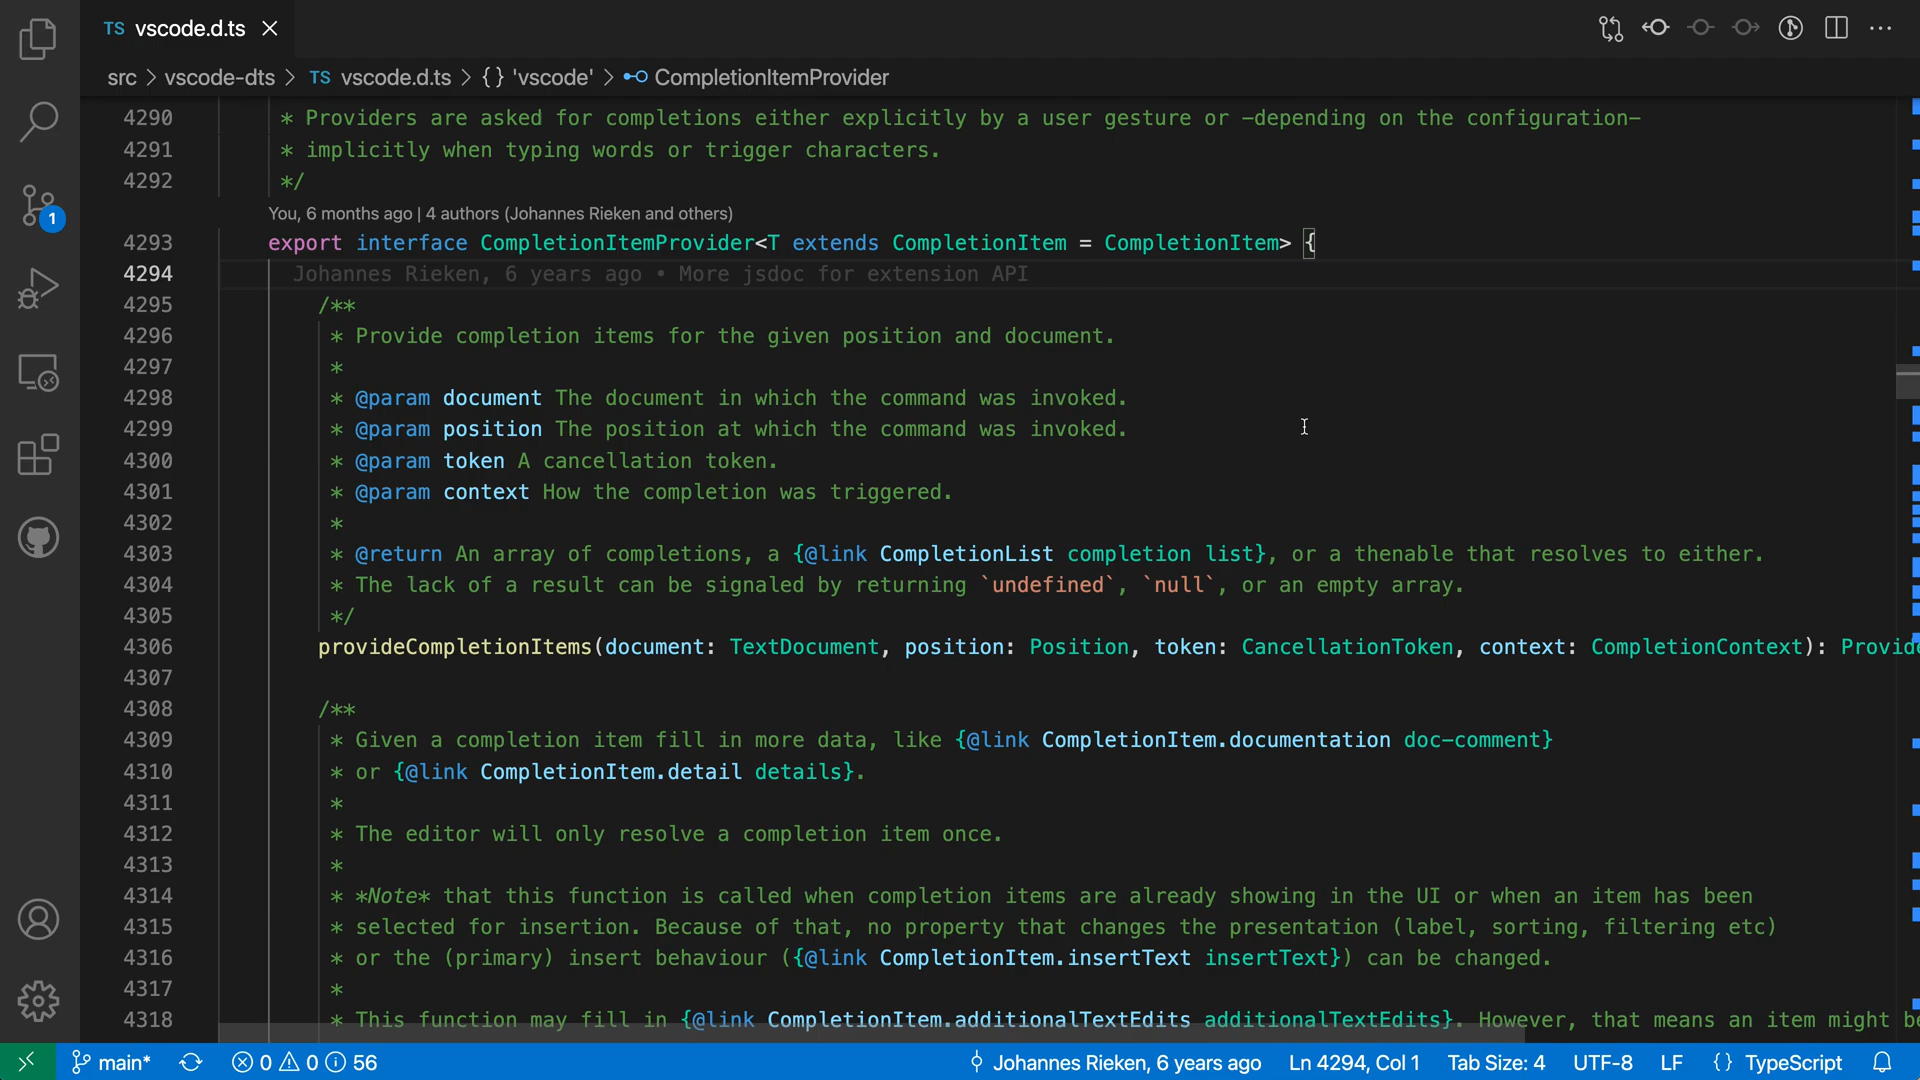 TS vscode.d.ts
src > vscode-dts > TS vscode.d.ts > {} 'vscode' > CompletionItemProvider
4290 * Providers are asked for completions either explicitly by a user gesture or -depending on the configuration-
4291 * implicitly when typing words or trigger characters.
4292 */
You, 6 months ago | 4 authors (Johannes Rieken and others)
4293 export interface CompletionItemProvider<T extends CompletionItem = CompletionItem> {
4294 Johannes Rieken, 6 years ago • More jsdoc for extension API
4295 /**
4296 * Provide completion items for the given position and document.
4297 *
4298 * @param document The document in which the command was invoked.
4299 * @param position The position at which the command was invoked.
4300 * @param token A cancellation token.
4301 * @param context How the completion was triggered.
4302 *
4303 * @return An array of completions, a {@link CompletionList completion list}, or a thenable that resolves to either.
4304 * The lack of a result can be signaled by returning `undefined`, `null`, or an empty array.
4305 */
4306 provideCompletionItems(document: TextDocument, position: Position, token: CancellationToken, context: CompletionContext): Provide
4307
4308 /**
4309 * Given a completion item fill in more data, like {@link CompletionItem.documentation doc-comment}
4310 * or {@link CompletionItem.detail details}.
4311 *
4312 * The editor will only resolve a completion item once.
4313 *
4314 * *Note* that this function is called when completion items are already showing in the UI or when an item has been
4315 * selected for insertion. Because of that, no property that changes the presentation (label, sorting, filtering etc)
4316 * or the (primary) insert behaviour ({@link CompletionItem.insertText insertText}) can be changed.
4317 *
4318 * This function may fill in {@link CompletionItem.additionalTextEdits additionalTextEdits}. However, that means an item might be
1
main* 0 0 56 Johannes Rieken, 6 years ago Ln 4294, Col 1 Tab Size: 4 UTF-8 LF {} TypeScript